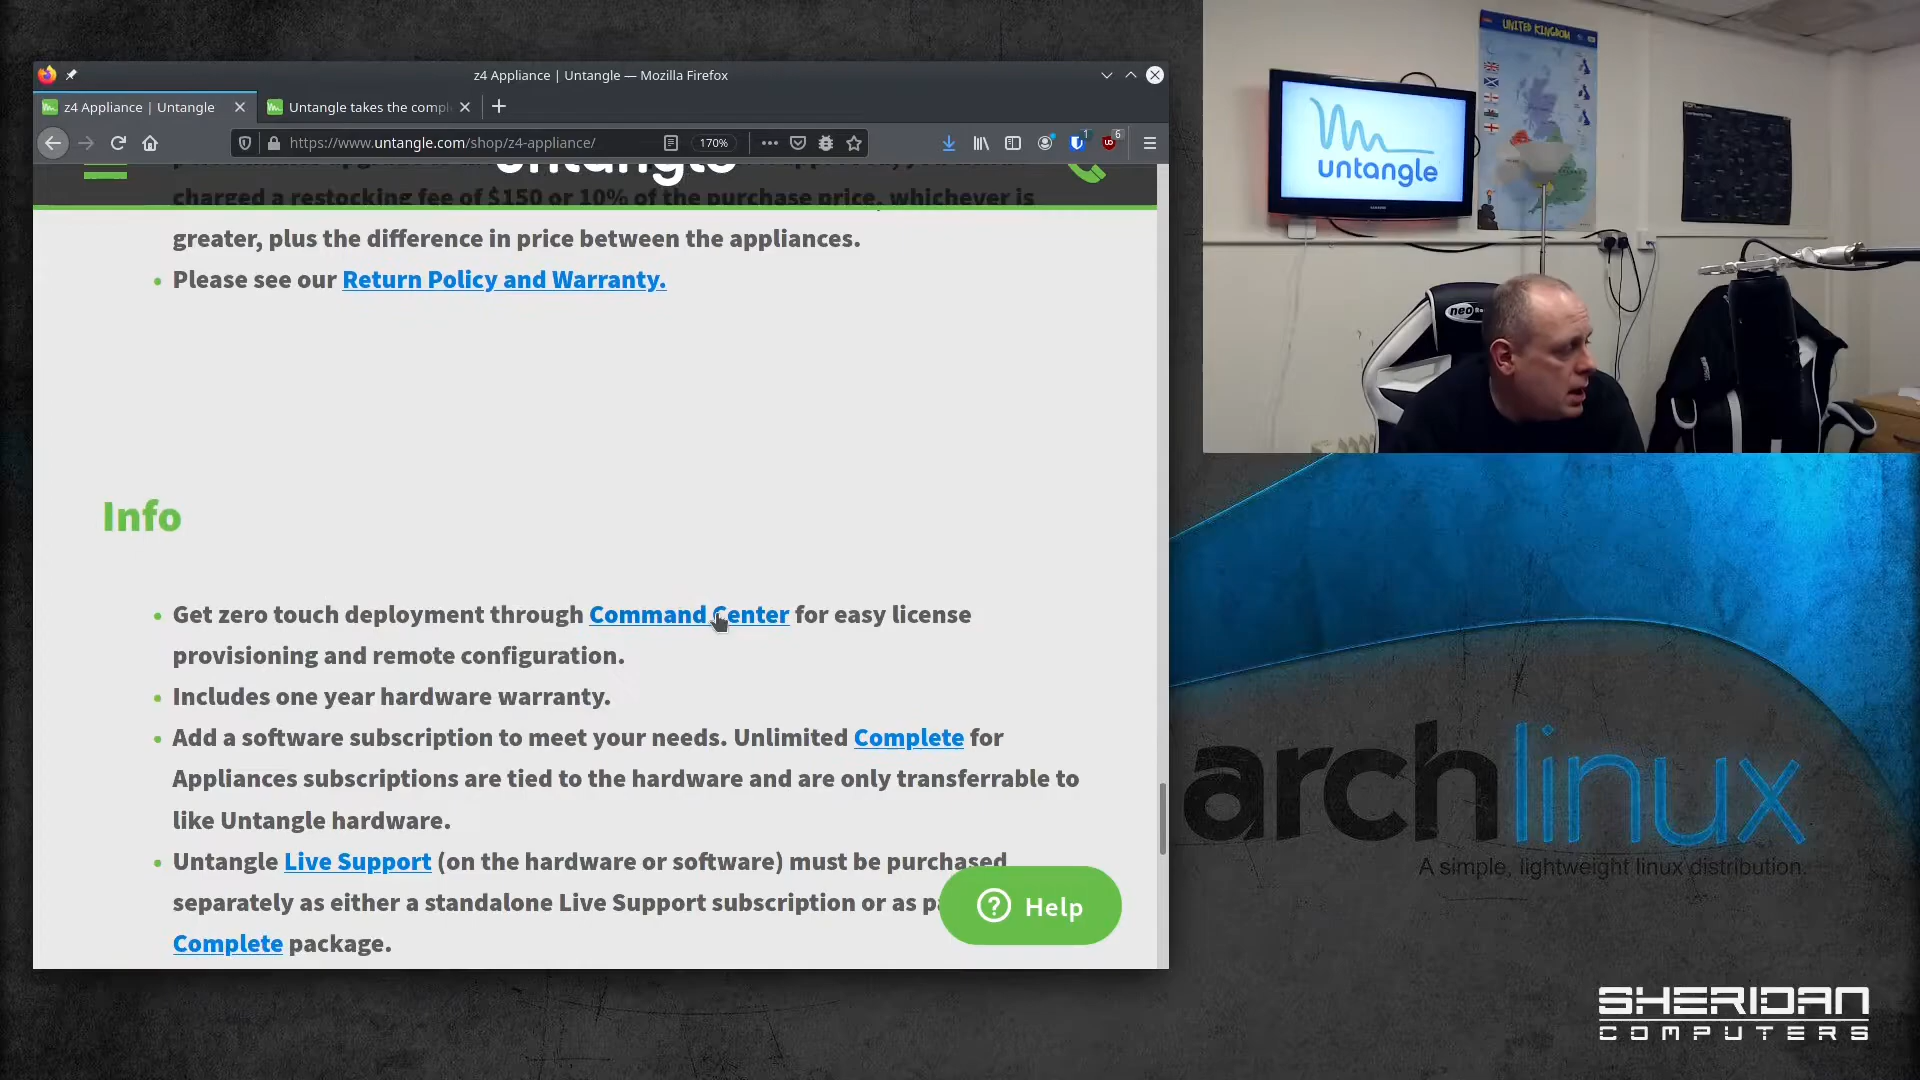 z4 Appliance | Untangle — Mozilla Firefox
z4 Appliance | Untangle
Untangle takes the compl
https://www.untangle.com/shop/z4-appliance/
170%
1
6
untangle
charged a restocking fee of $150 or 10% of the purchase price, whichever is
greater, plus the difference in price between the appliances.
Please see our Return Policy and Warranty.
Info
Get zero touch deployment through Command Center for easy license
provisioning and remote configuration.
Includes one year hardware warranty.
Add a software subscription to meet your needs. Unlimited Complete for
Appliances subscriptions are tied to the hardware and are only transferrable to
like Untangle hardware.
Untangle Live Support (on the hardware or software) must be purchased
separately as either a standalone Live Support subscription or as pa
Complete package.
Help
UNITED KINGDOM
untangle
SAMSUNG
neo
archlinux
A simple, lightweight linux distribution.
SHERIDAN
COMPUTERS